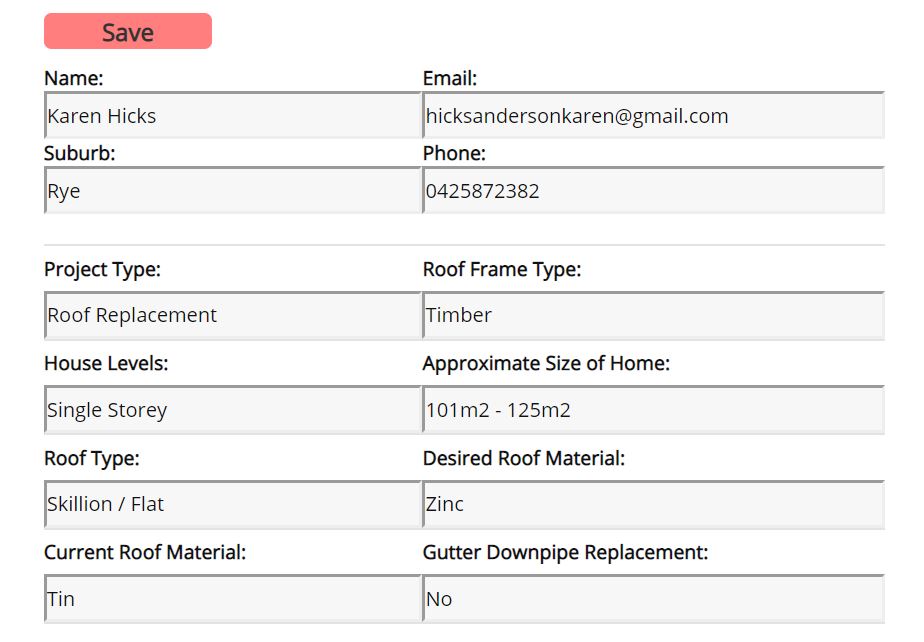 Save
Name: Email:
Karen Hicks hicksandersonkaren@gmail.com
Suburb: Phone:
Rye 0425872382
Project Type: Roof Frame Type:
Roof Replacement Timber
House Levels: Approximate Size of Home:
Single Storey 101m2 - 125m2
Roof Type: Desired Roof Material:
Skillion / Flat Zinc
Current Roof Material: Gutter Downpipe Replacement:
Tin No